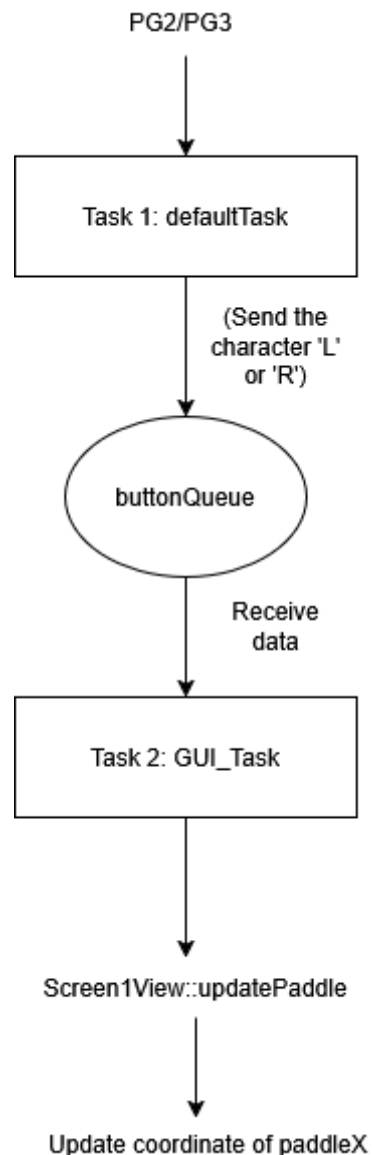 PG2/PG3
Task 1: defaultTask
(Send the
character 'L'
or 'R')
buttonQueue
Receive
data
Task 2: GUI_Task
Screen1View::updatePaddle
Update coordinate of paddleX